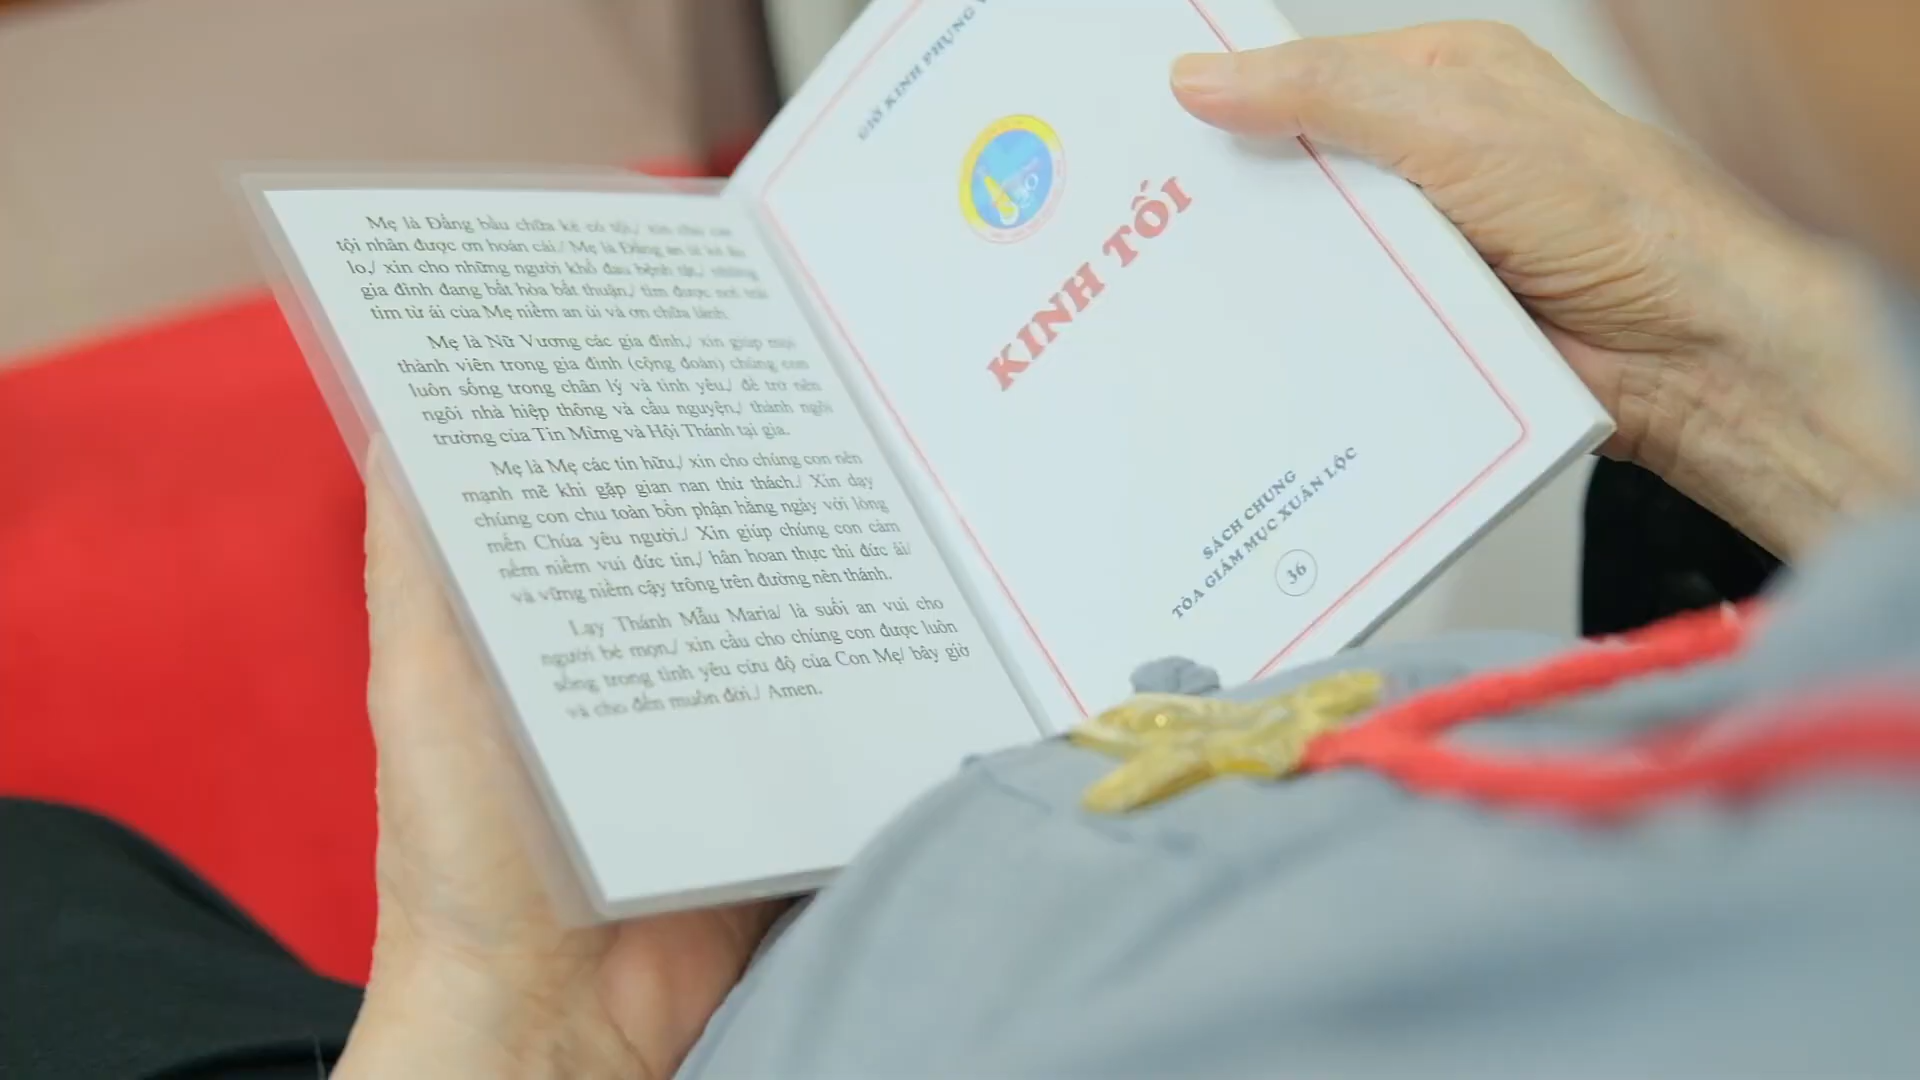 Mẹ là Đấng bầu chữa kẻ có tội,/ xin cho các
tội nhân được ơn hoán cải./ Mẹ là Đấng an ủi kẻ âu
lo,/ xin cho những người khổ đau bệnh tật,/ những
gia đình đang bất hòa bất thuận,/ tìm được nơi trái
tim từ ái của Mẹ niềm an ủi và ơn chữa lành.
Mẹ là Nữ Vương các gia đình,/ xin giúp mọi
thành viên trong gia đình (cộng đoàn) chúng con
luôn sống trong chân lý và tình yêu,/ để trở nên
ngôi nhà hiệp thông và cầu nguyện,/ thành ngôi
trường của Tin Mừng và Hội Thánh tại gia.
Mẹ là Mẹ các tín hữu,/ xin cho chúng con nên
mạnh mẽ khi gặp gian nan thử thách./ Xin dạy
chúng con chu toàn bổn phận hằng ngày với lòng
mến Chúa yêu người./ Xin giúp chúng con cảm
nếm niềm vui đức tin,/ hân hoan thực thi đức ái/
và vững niềm cậy trông trên đường nên thánh.
Lạy Thánh Mẫu Maria/ là suối an vui cho
người bé mọn,/ xin cầu cho chúng con được luôn
sống trong tình yêu cứu độ của Con Mẹ/ bây giờ
và cho đến muôn đời./ Amen.
GIỜ KINH PHỤNG
KINH TỐI
SÁCH CHUNG
TÒA GIÁM MỤC XUÂN LỘC
36